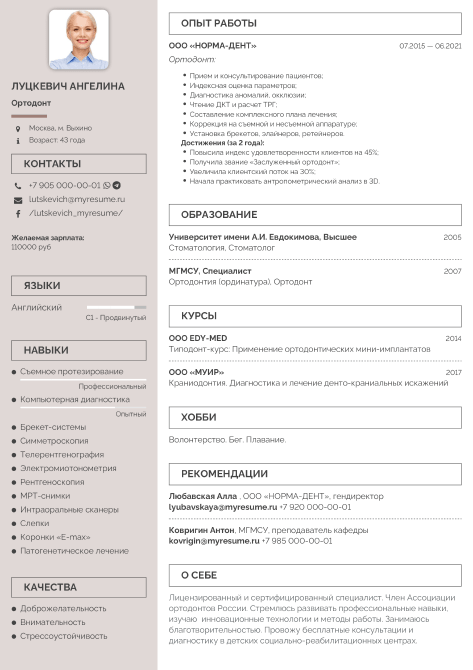 ЛУЦКЕВИЧ АНГЕЛИНА
Ортодонт
Москва, м. Выхино
Возраст: 43 года
КОНТАКТЫ
+7 905 000-00-01
lutskevich@myresume.ru
/lutskevich_myresume/
Желаемая зарплата:
110000 руб
ЯЗЫКИ
Английский
C1 - Продвинутый
НАВЫКИ
Съемное протезирование
Профессиональный
Компьютерная диагностика
Опытный
Брекет-системы
Симметроскопия
Телерентгенография
Электромиотонометрия
Рентгеноскопия
МРТ-снимки
Интраоральные сканеры
Слепки
Коронки «E-max»
Патогенетическое лечение
КАЧЕСТВА
Доброжелательность
Внимательность
Стрессоустойчивость
ОПЫТ РАБОТЫ
ООО «НОРМА-ДЕНТ» 07.2015 — 06.2021
Ортодонт:
Прием и консультирование пациентов;
Индексная оценка параметров;
Диагностика аномалий, окклюзии;
Чтение ДКТ и расчет ТРГ;
Составление комплексного плана лечения;
Коррекция на съемной и несъемной аппаратуре;
Установка брекетов, элайнеров, ретейнеров.
Достижения (за 2 года):
Повысила индекс удовлетворенности клиентов на 45%;
Получила звание «Заслуженный ортодонт»;
Увеличила клиентский поток на 30%;
Начала практиковать антропометрический анализ в 3D.
ОБРАЗОВАНИЕ
Университет имени А.И. Евдокимова, Высшее 2005
Стоматология, Стоматолог
МГМСУ, Специалист 2007
Ортодонтия (ординатура), Ортодонт
КУРСЫ
ООО EDY-MED 2014
Типодонт-курс: Применение ортодонтических мини-имплантатов
ООО «МУИР» 2017
Краниодонтия. Диагностика и лечение денто-краниальных искажений
ХОББИ
Волонтерство. Бег. Плавание.
РЕКОМЕНДАЦИИ
Любавская Алла , ООО «НОРМА-ДЕНТ», гендиректор
lyubavskaya@myresume.ru +7 920 000-00-01
Ковригин Антон, МГМСУ, преподаватель кафедры
kovrigin@myresume.ru +7 985 000-00-01
О СЕБЕ
Лицензированный и сертифицированный специалист. Член Ассоциации
ортодонтов России. Стремлюсь развивать профессиональные навыки,
изучаю инновационные технологии и методы работы. Занимаюсь
благотворительностью. Провожу бесплатные консультации и
диагностику в детских социально-реабилитационных центрах.